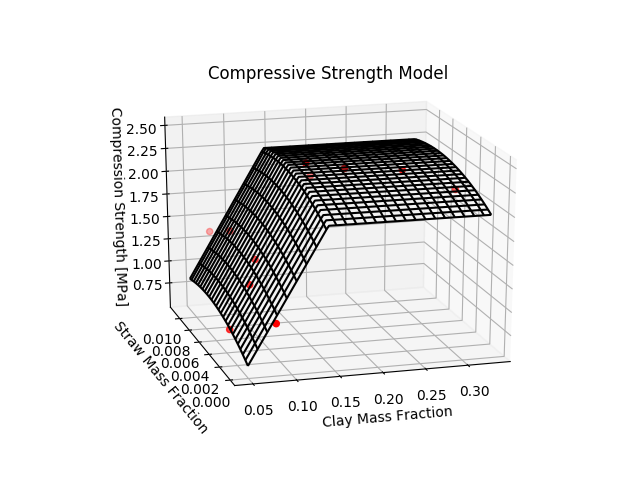 Compressive Strength Model
Compression Strength [MPa]
2.50
2.25
2.00
1.75
1.50
1.25
1.00
0.75
Straw Mass Fraction
0.010
0.008
0.006
0.004
0.002
0.000
0.05 0.10 0.15 0.20 0.25 0.30
Clay Mass Fraction